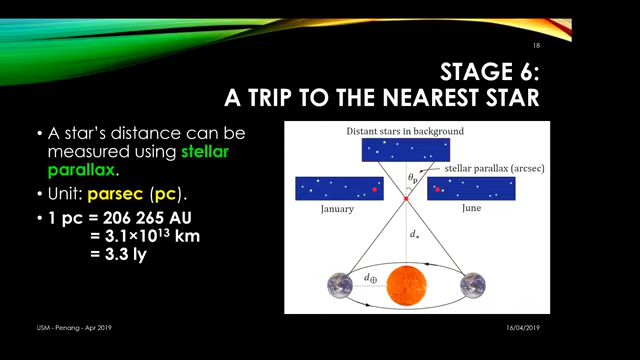 18
STAGE 6:
A TRIP TO THE NEAREST STAR
• A star's distance can be
measured using stellar
parallax.
• Unit: parsec (pc).
• 1 pc = 206 265 AU
= 3.1×10¹³ km
= 3.3 ly
Distant stars in background
θp
stellar parallax (arcsec)
January
June
d⋆
d⊕
USM - Penang - Apr 2019
16/04/2019